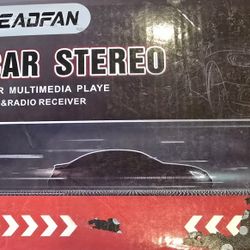 EADFAN
CAR STEREO
R MULTIMEDIA PLAYE
&RADIO RECEIVER